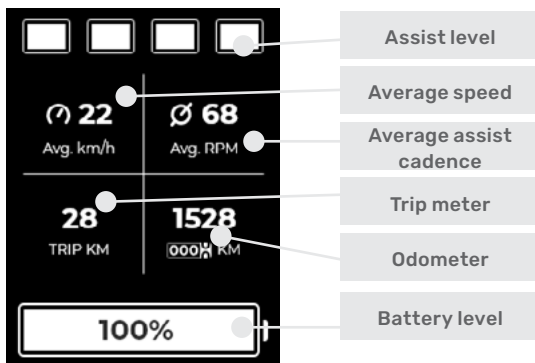 Assist level
22
68
Avg. km/h
Avg. RPM
Average speed
Average assist
cadence
28
1528
TRIP KM
KM
Trip meter
Odometer
100%
Battery level